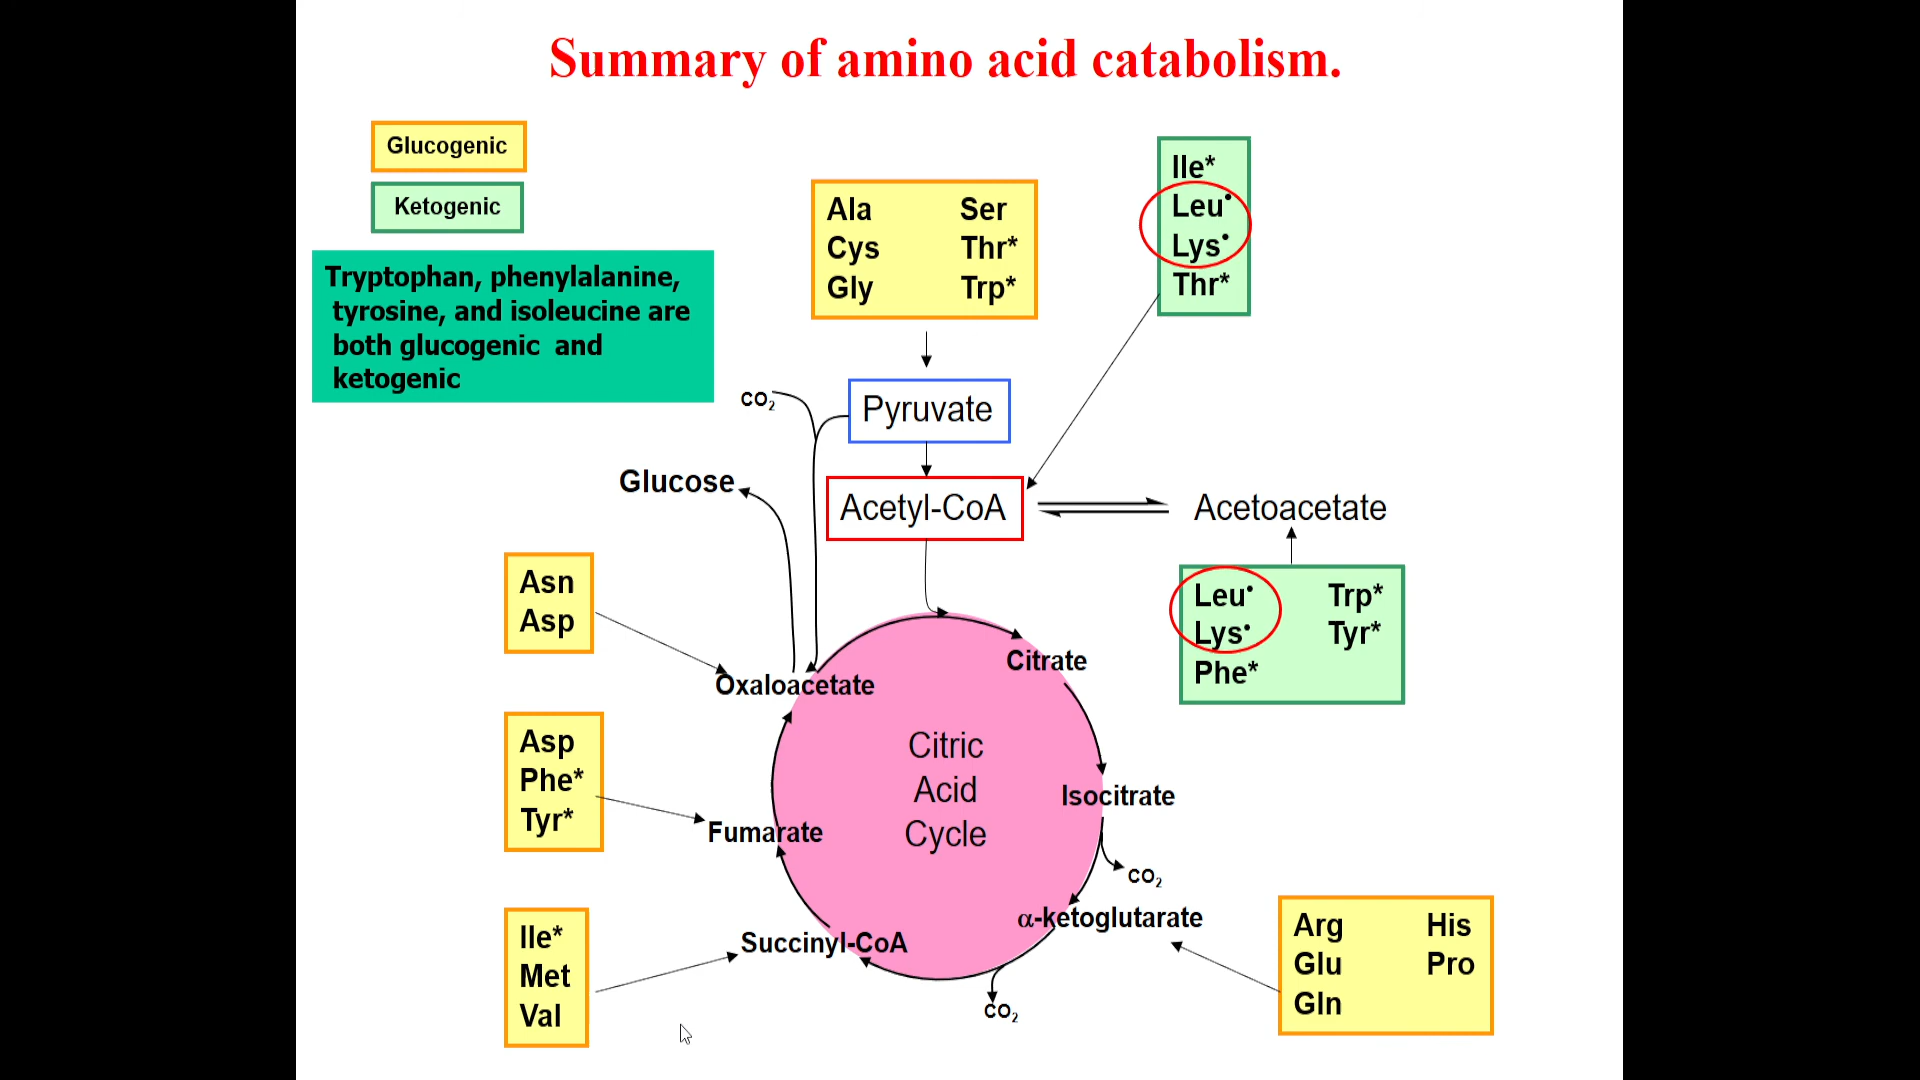 Summary of amino acid catabolism.
Glucogenic
Ketogenic
Tryptophan, phenylalanine,
tyrosine, and isoleucine are
both glucogenic and
ketogenic
Ala Ser
Cys Thr*
Gly Trp*
Ile*
Leu•
Lys•
Thr*
CO₂
Pyruvate
Glucose
Acetyl-CoA
Acetoacetate
Asn
Asp
Leu• Trp*
Lys• Tyr*
Phe*
Oxaloacetate
Citrate
Citric
Acid
Cycle
Asp
Phe*
Tyr*
Fumarate
Isocitrate
CO₂
α-ketoglutarate
Succinyl-CoA
CO₂
Ile*
Met
Val
Arg His
Glu Pro
Gln